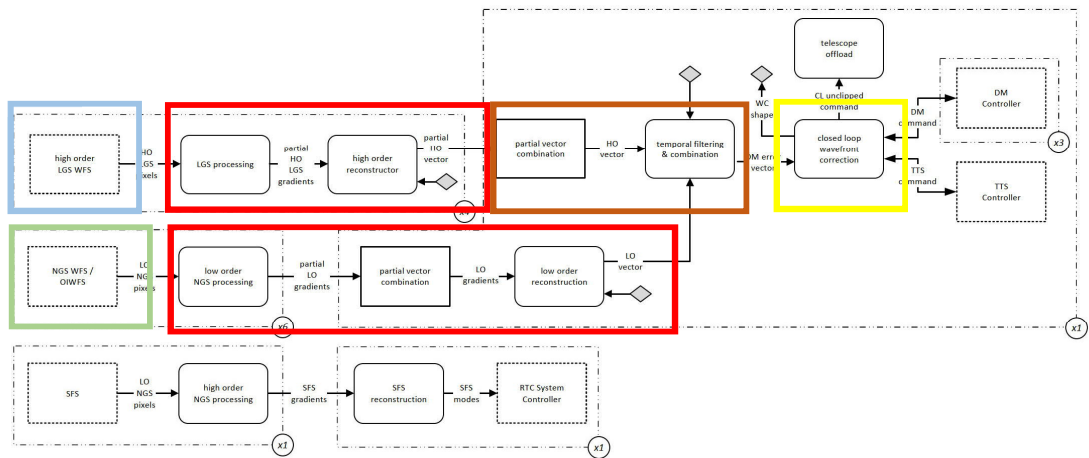 telescope
offload
CL unclipped
command
WC
shape
DM
command
DM
Controller
x3
high order
LGS WFS
HO
LGS
pixels
LGS processing
partial
HO
LGS
gradients
high order
reconstructor
partial
HO
vector
partial vector
combination
HO
vector
temporal filtering
& combination
DM error
vector
closed loop
wavefront
correction
TTS
command
TTS
Controller
NGS WFS /
OIWFS
LO
NGS
pixels
low order
NGS processing
partial
LO
gradients
partial vector
combination
LO
gradients
low order
reconstruction
LO
vector
x6
x1
SFS
LO
NGS
pixels
high order
NGS processing
SFS
gradients
SFS
reconstruction
SFS
modes
RTC System
Controller
x1
x1